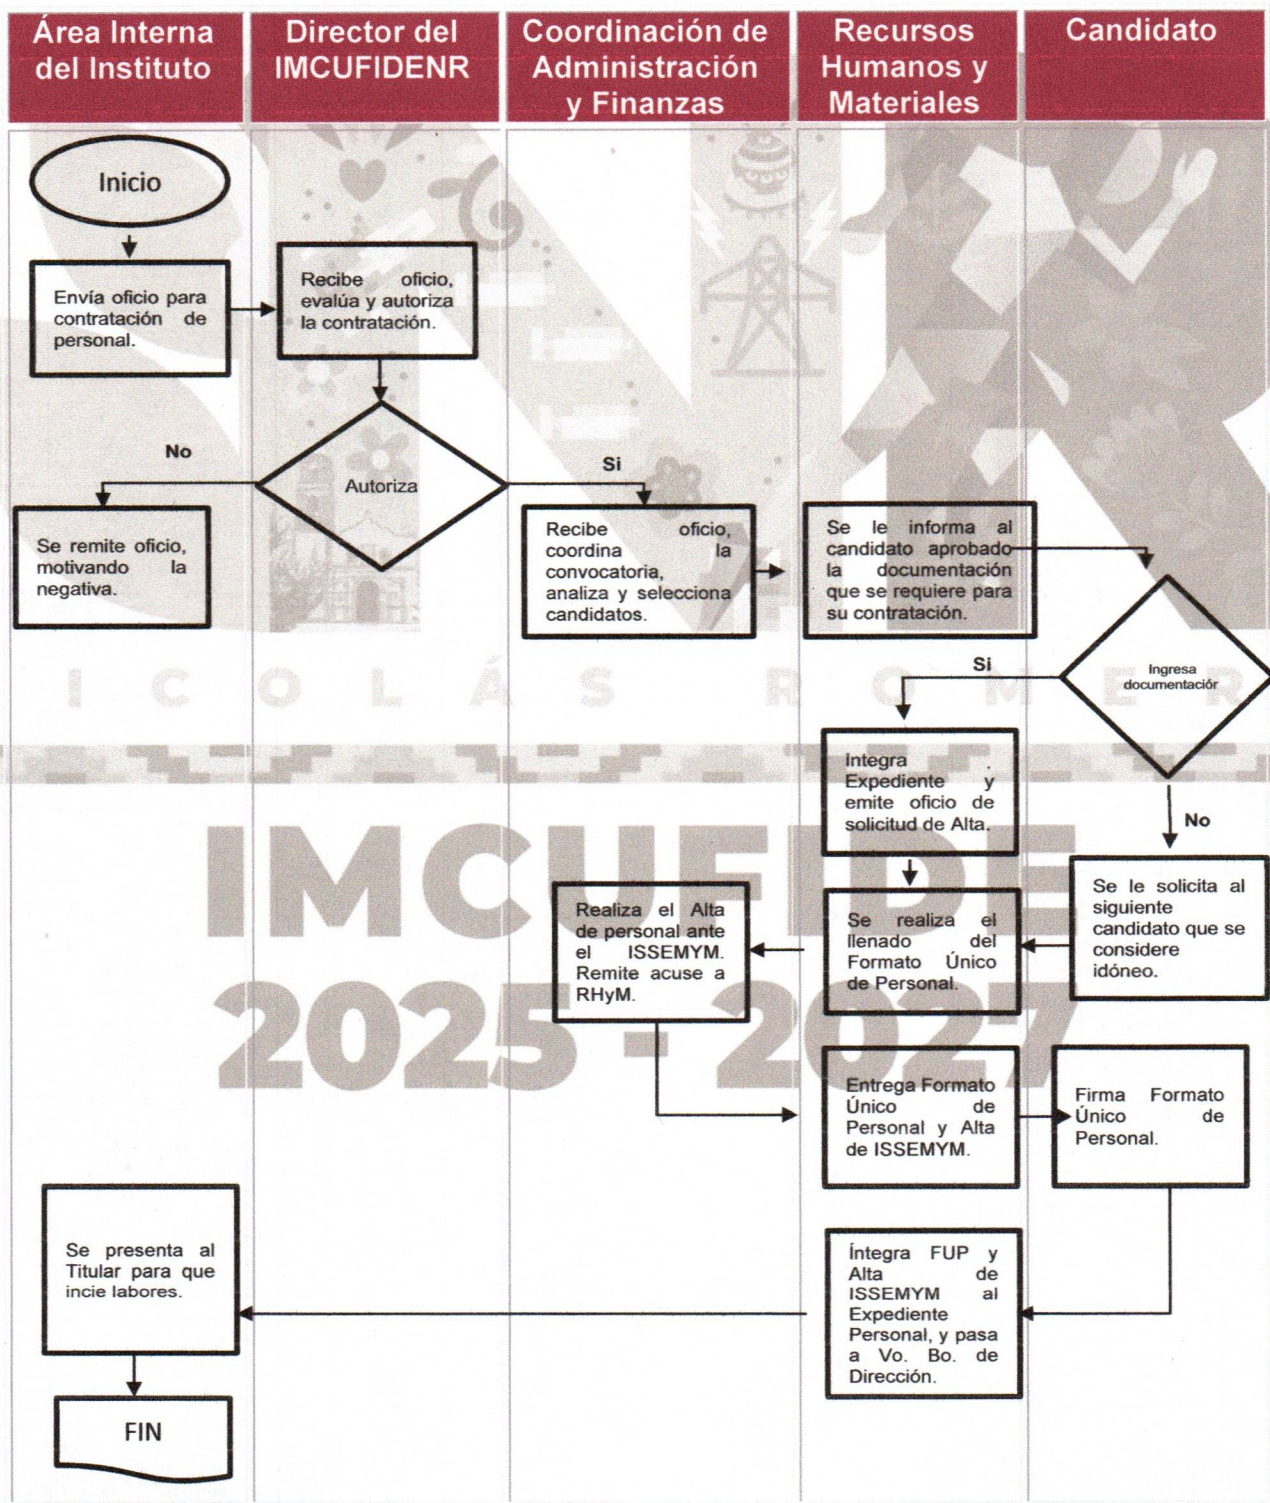 Área Interna
del Instituto
Director del
IMCUFIDENR
Coordinación de
Administración
y Finanzas
Recursos
Humanos y
Materiales
Candidato
Inicio
Envía oficio para
contratación de
personal.
Recibe oficio,
evalúa y autoriza
la contratación.
Autoriza
No
Si
Se remite oficio,
motivando la
negativa.
Recibe oficio,
coordina la
convocatoria,
analiza y selecciona
candidatos.
Se le informa al
candidato aprobado
la documentación
que se requiere para
su contratación.
Ingresa
documentación
Si
No
ICOLÁS ROMER
Integra
Expediente y
emite oficio de
solicitud de Alta.
Se le solicita al
siguiente
candidato que se
considere
idóneo.
Se realiza el
llenado del
Formato Único
de Personal.
Realiza el Alta
de personal ante
el ISSEMYM.
Remite acuse a
RHyM.
IMCUFIDE
2025 - 2027
Entrega Formato
Único de
Personal y Alta
de ISSEMYM.
Firma Formato
Único de
Personal.
Íntegra FUP y
Alta de
ISSEMYM al
Expediente
Personal, y pasa
a Vo. Bo. de
Dirección.
Se presenta al
Titular para que
incie labores.
FIN